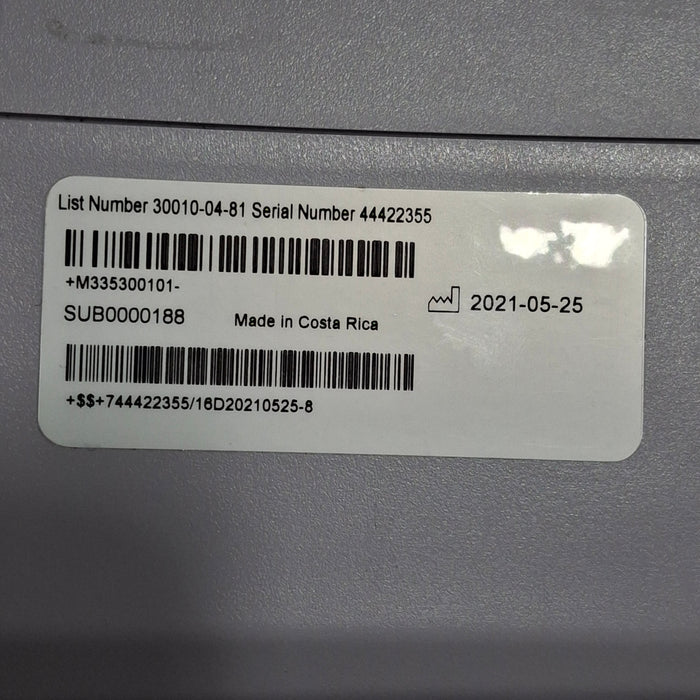 List Number 30010-04-81 Serial Number 44422355
+M335300101-
2021-05-25
SUB0000188 Made in Costa Rica
+$$+744422355/16D20210525-8